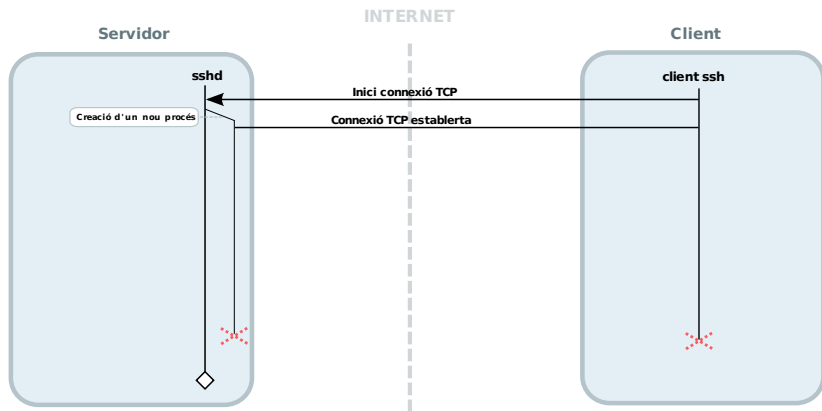 INTERNET
Servidor
Client
sshd
client ssh
Inici connexió TCP
Creació d'un nou procés
Connexió TCP establerta